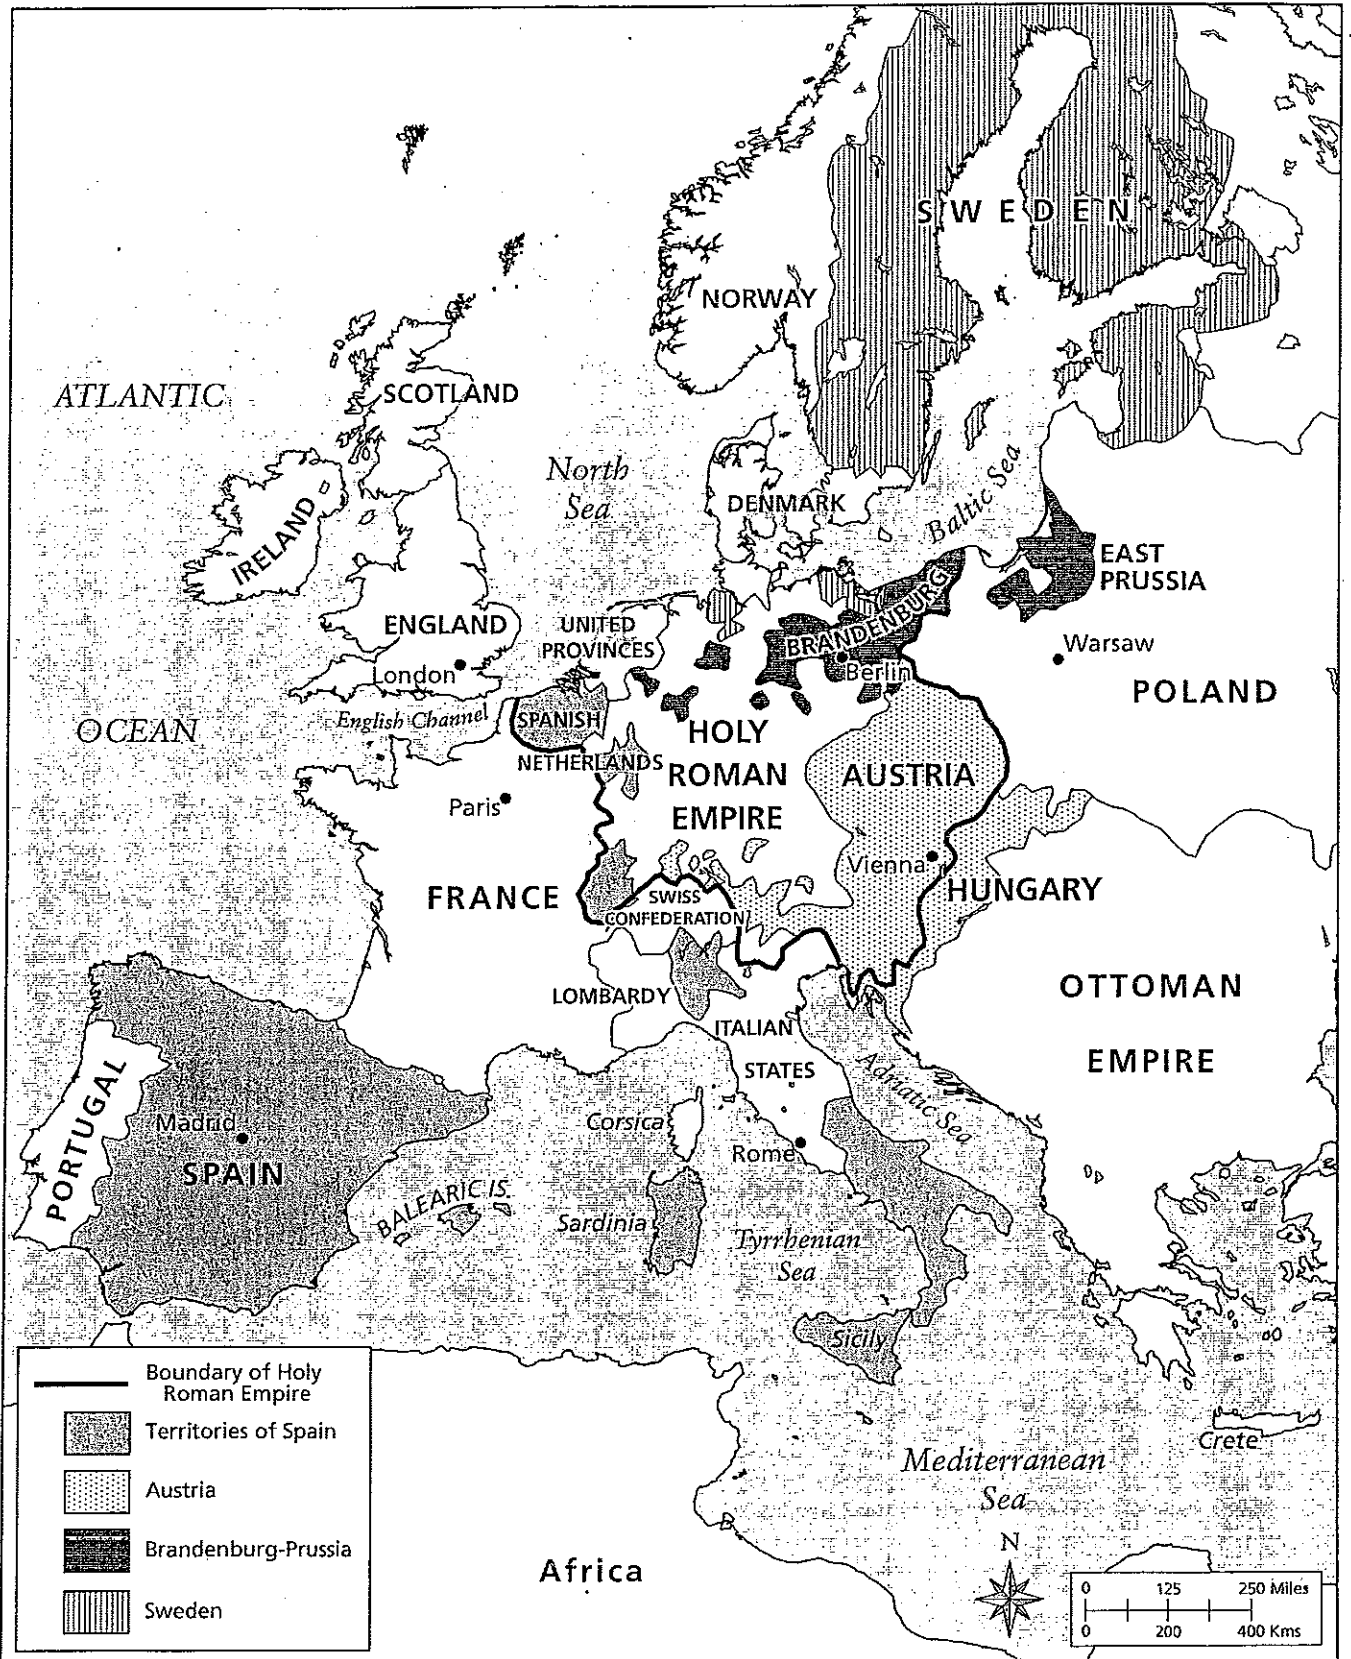 SWEDEN
NORWAY
ATLANTIC
SCOTLAND
North
Sea
Baltic Sea
DENMARK
IRELAND
EAST
PRUSSIA
ENGLAND
UNITED
PROVINCES
BRANDENBURG
Warsaw
London
Berlin
POLAND
English Channel
SPANISH
OCEAN
HOLY
NETHERLANDS
ROMAN
AUSTRIA
Paris
EMPIRE
Vienna
FRANCE
SWISS
HUNGARY
CONFEDERATION
LOMBARDY
OTTOMAN
ITALIAN
EMPIRE
STATES
Adriatic Sea
PORTUGAL
Madrid
Corsica
SPAIN
Rome
BALEARIC IS.
Sardinia
Tyrrhenian
Sea
Sicily
Boundary of Holy
Roman Empire
Territories of Spain
Crete
Mediterranean
Sea
Austria
Brandenburg-Prussia
N
Africa
0 125 250 Miles
Sweden
0 200 400 Kms